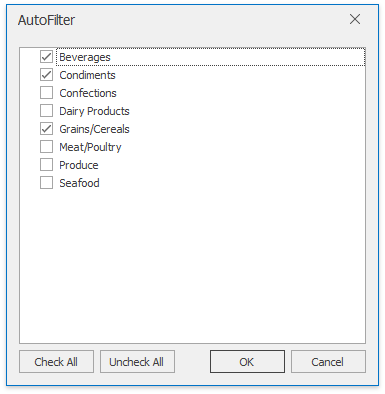 AutoFilter
Beverages
Condiments
Confections
Dairy Products
Grains/Cereals
Meat/Poultry
Produce
Seafood
Check All Uncheck All OK Cancel